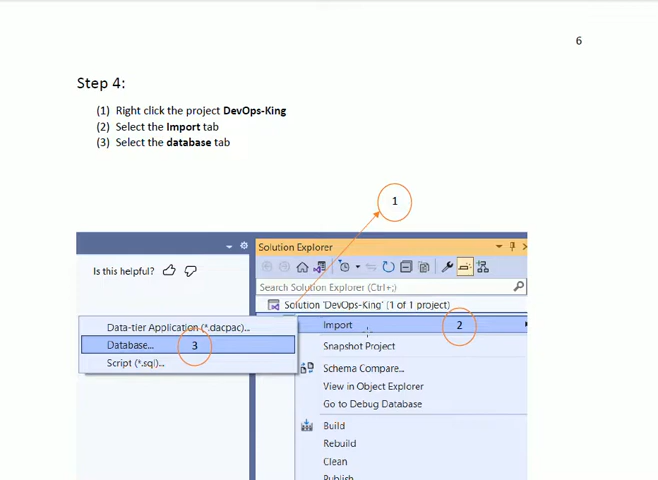 6
Step 4:
(1) Right click the project DevOps-King
(2) Select the Import tab
(3) Select the database tab
1
Solution Explorer
Is this helpful?
Search Solution Explorer (Ctrl+;)
Solution 'DevOps-King' (1 of 1 project)
Import
2
Data-tier Application (*.dacpac)...
Database...
3
Script (*.sql)...
Snapshot Project
Schema Compare...
View in Object Explorer
Go to Debug Database
Build
Rebuild
Clean
Publish